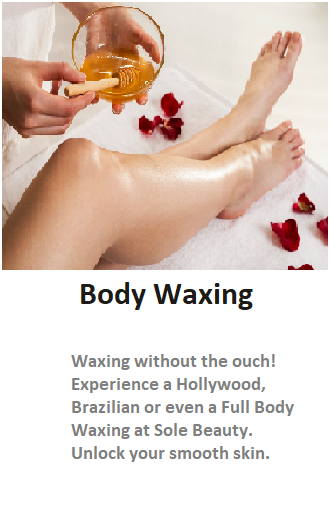 Body Waxing
Waxing without the ouch!
Experience a Hollywood,
Brazilian or even a Full Body
Waxing at Sole Beauty.
Unlock your smooth skin.